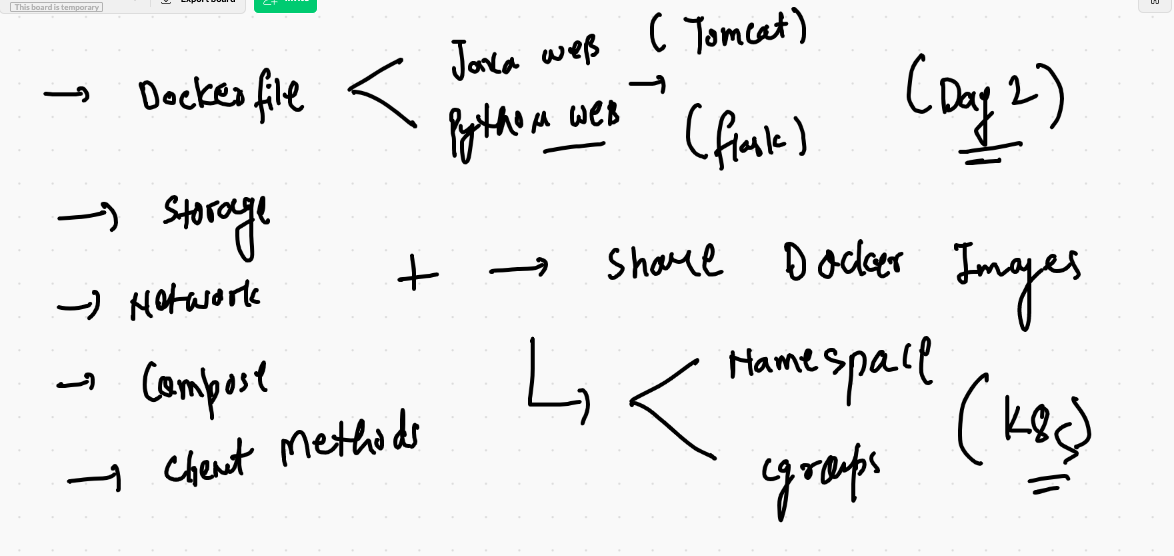 This board is temporary Export board
→ Dockerfile < Java web → (Tomcat)
Python web (flask)
(Day 2)
→ Storage
+ → Share Docker Images
→ Network
→ Compose
Namespace
cgroups
(K8s)
→ Client Methods